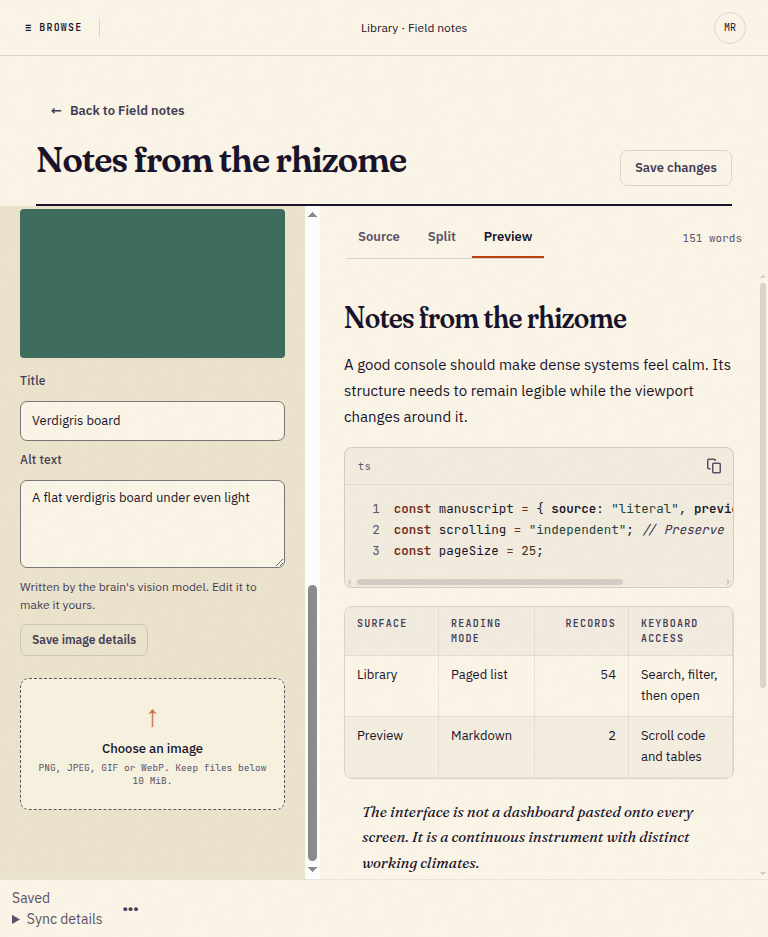 ≡ BROWSE
Library · Field notes
MR
← Back to Field notes
Notes from the rhizome
Save changes
Title
Verdigris board
Alt text
A flat verdigris board under even light
Written by the brain's vision model. Edit it to
make it yours.
Save image details
↑
Choose an image
PNG, JPEG, GIF or WebP. Keep files below
10 MiB.
Source Split Preview
151 words
Notes from the rhizome
A good console should make dense systems feel calm. Its
structure needs to remain legible while the viewport
changes around it.
ts
1 const manuscript = { source: "literal", previ
2 const scrolling = "independent"; // Preserve
3 const pageSize = 25;
SURFACE READING MODE RECORDS KEYBOARD ACCESS
Library Paged list 54 Search, filter,
then open
Preview Markdown 2 Scroll code
and tables
The interface is not a dashboard pasted onto every
screen. It is a continuous instrument with distinct
working climates.
Saved
▶ Sync details
•••